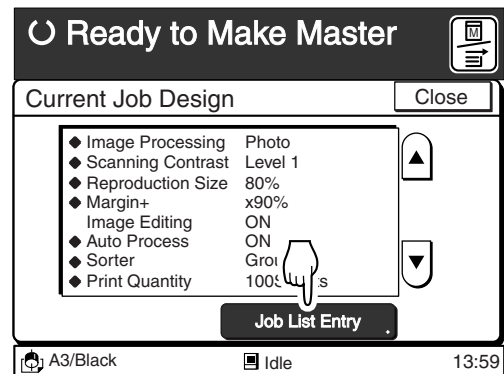 Ready to Make Master
M
Current Job Design
Close
Image Processing Photo
Scanning Contrast Level 1
Reproduction Size 80%
Margin+ x90%
Image Editing ON
Auto Process ON
Sorter
Print Quantity
Job List Entry
A3/Black Idle 13:59